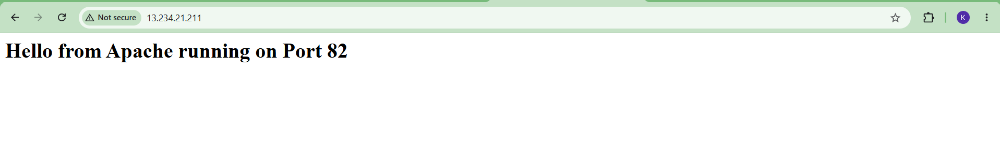 Not secure
13.234.21.211
K
Hello from Apache running on Port 82